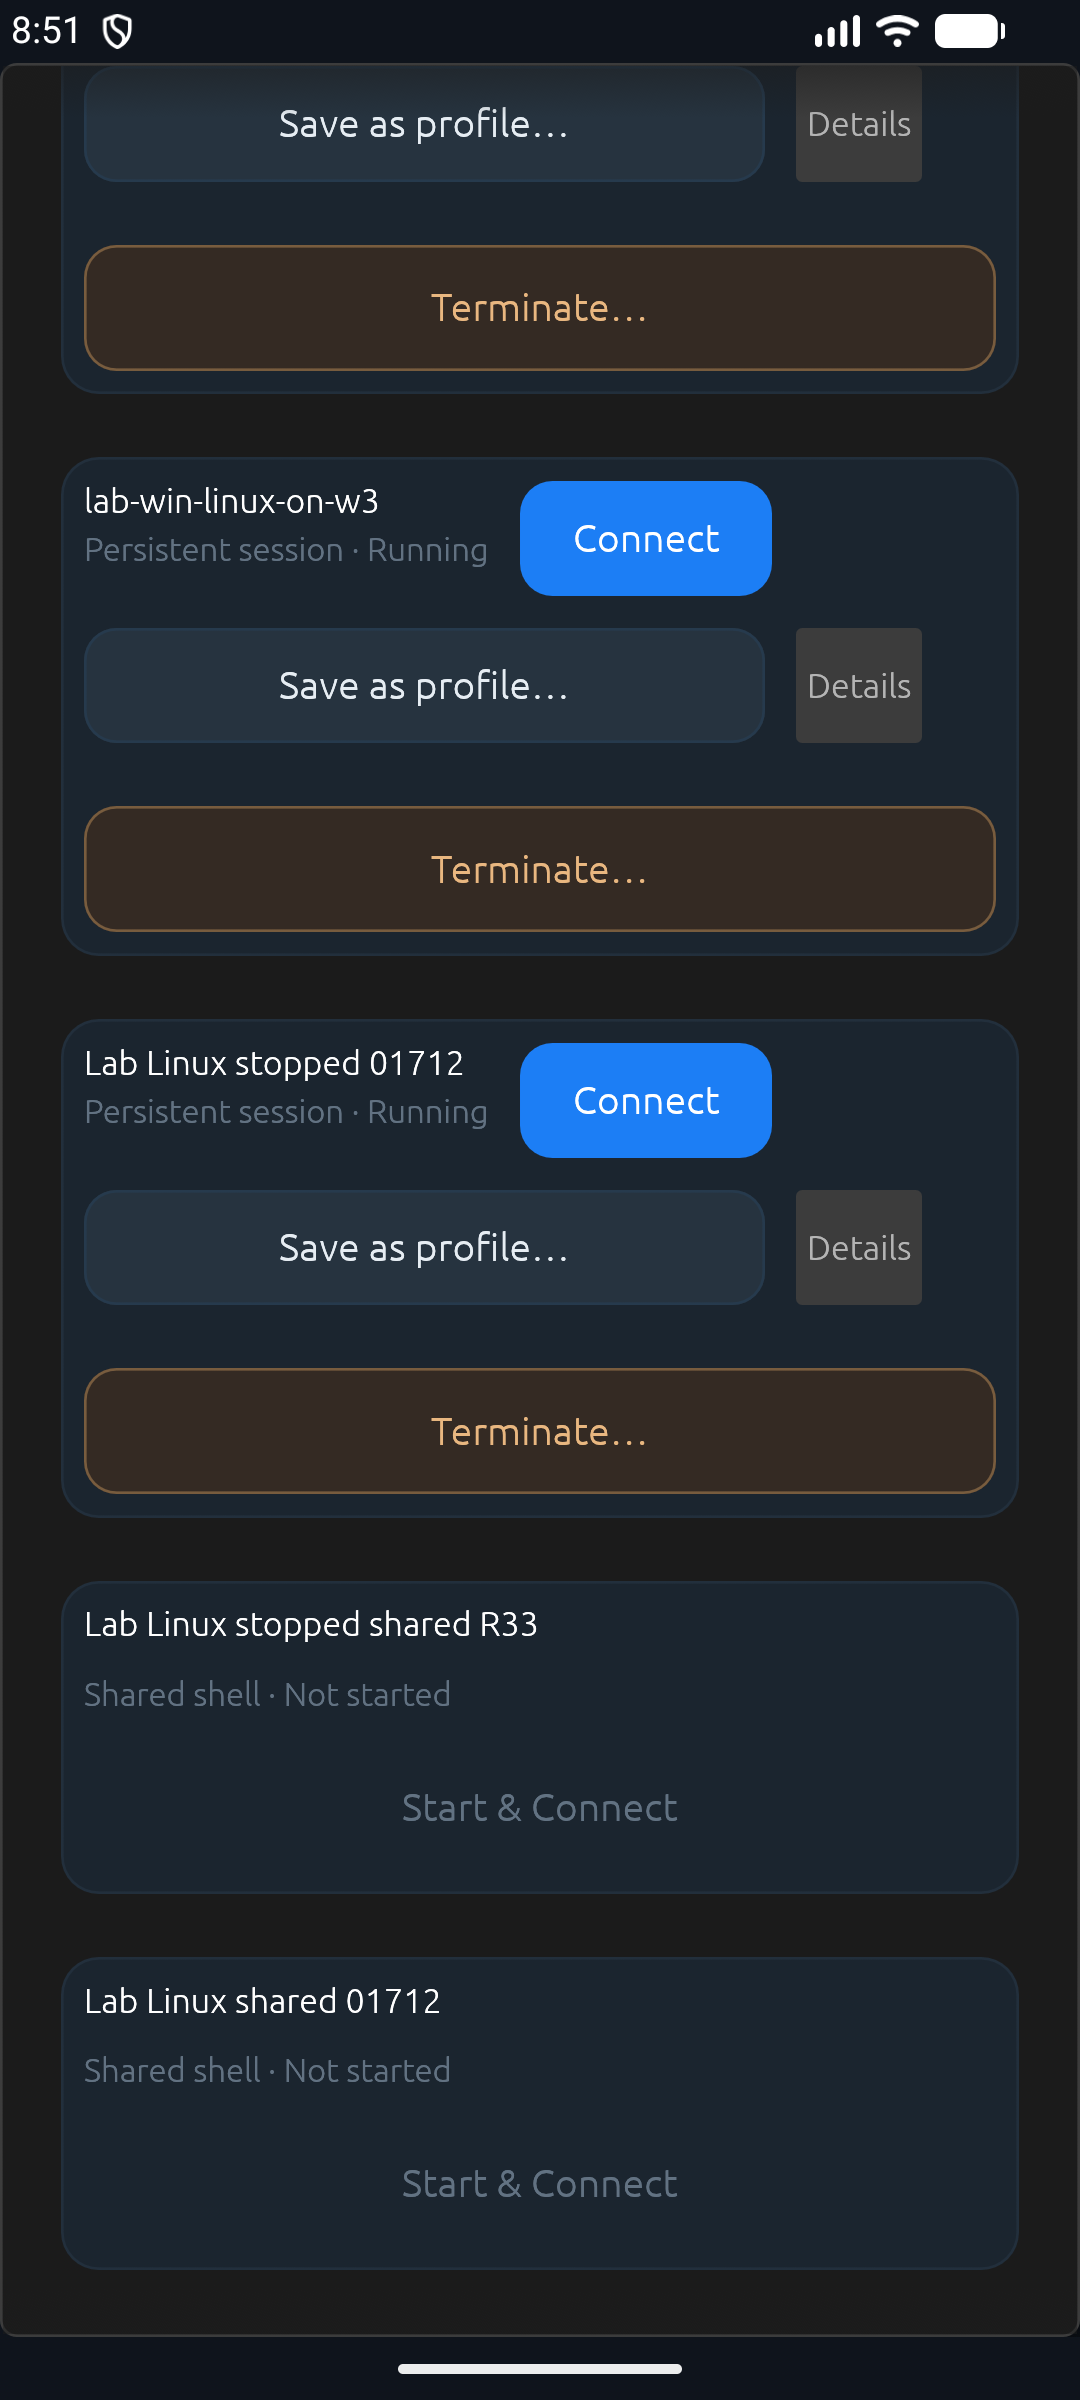 8:51
Save as profile...
Details
Terminate...
lab-win-linux-on-w3
Persistent session · Running
Connect
Save as profile...
Details
Terminate...
Lab Linux stopped 01712
Persistent session · Running
Connect
Save as profile...
Details
Terminate...
Lab Linux stopped shared R33
Shared shell · Not started
Start & Connect
Lab Linux shared 01712
Shared shell · Not started
Start & Connect